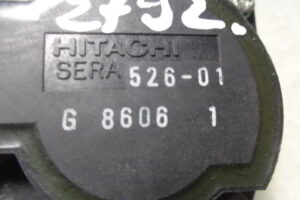 2792.
HITACHI
SERA 526-01
G 8606 1